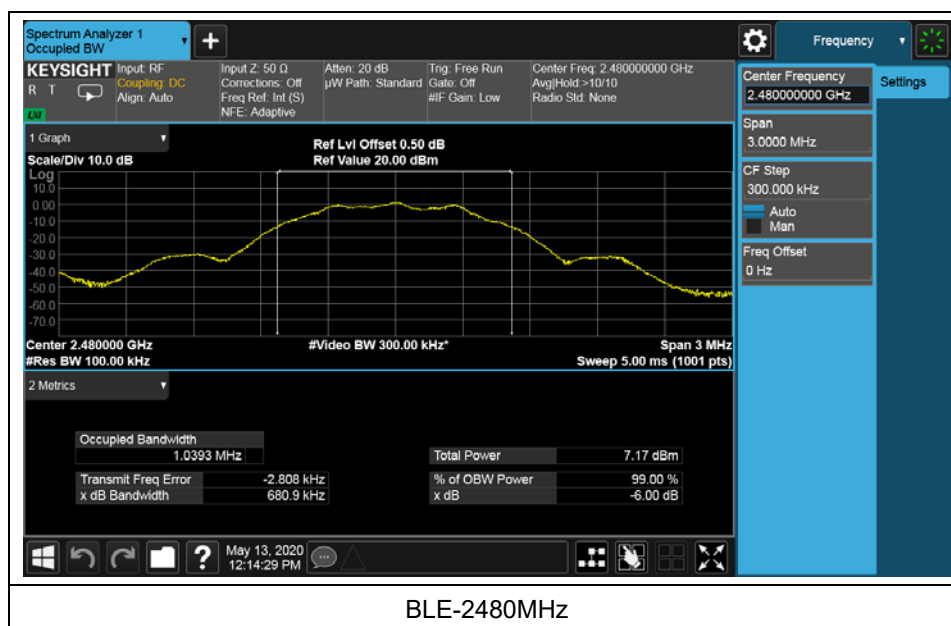 Spectrum Analyzer 1
Occupied BW
+
Frequency
KEYSIGHT
R T
LXI
Input: RF
Coupling: DC
Align: Auto
Input Z: 50 Ω
Corrections: Off
Freq Ref: Int (S)
NFE: Adaptive
Atten: 20 dB
µW Path: Standard
Trig: Free Run
Gate: Off
#IF Gain: Low
Center Freq: 2.480000000 GHz
Avg|Hold:>10/10
Radio Std: None
Center Frequency
2.480000000 GHz
Settings
Span
3.0000 MHz
CF Step
300.000 kHz
Auto
Man
Freq Offset
0 Hz
1 Graph
Scale/Div 10.0 dB
Ref Lvl Offset 0.50 dB
Ref Value 20.00 dBm
Log
10.0
0.00
-10.0
-20.0
-30.0
-40.0
-50.0
-60.0
-70.0
Center 2.480000 GHz
#Video BW 300.00 kHz*
Span 3 MHz
#Res BW 100.00 kHz
Sweep 5.00 ms (1001 pts)
2 Metrics
Occupied Bandwidth
1.0393 MHz
Total Power 7.17 dBm
Transmit Freq Error -2.808 kHz
% of OBW Power 99.00 %
x dB Bandwidth 680.9 kHz
x dB -6.00 dB
?
May 13, 2020
12:14:29 PM
BLE-2480MHz